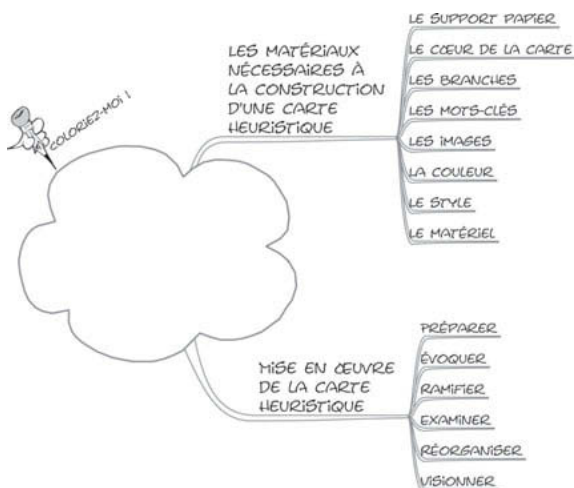 COLORIEZ-MOI !
LES MATÉRIAUX
NÉCESSAIRES À
LA CONSTRUCTION
D'UNE CARTE
HEURISTIQUE
LE SUPPORT PAPIER
LE CŒUR DE LA CARTE
LES BRANCHES
LES MOTS-CLÉS
LES IMAGES
LA COULEUR
LE STYLE
LE MATÉRIEL
MISE EN ŒUVRE
DE LA CARTE
HEURISTIQUE
PRÉPARER
ÉVOQUER
RAMIFIER
EXAMINER
RÉORGANISER
VISIONNER